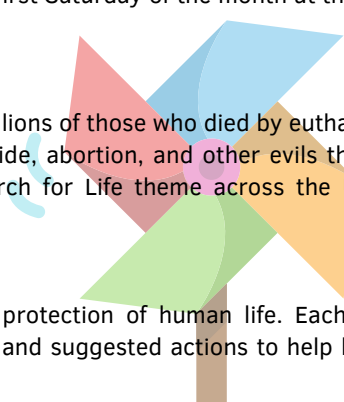 irst Saturday of the month at th
lions of those who died by eutha
ide, abortion, and other evils th
rch for Life theme across the
protection of human life. Each
and suggested actions to help